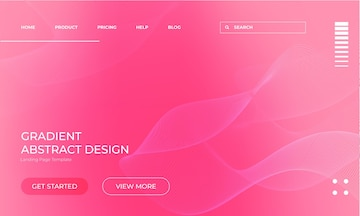 HOME PRODUCT PRICING HELP BLOG SEARCH
GRADIENT
ABSTRACT DESIGN
Landing Page Template
GET STARTED VIEW MORE